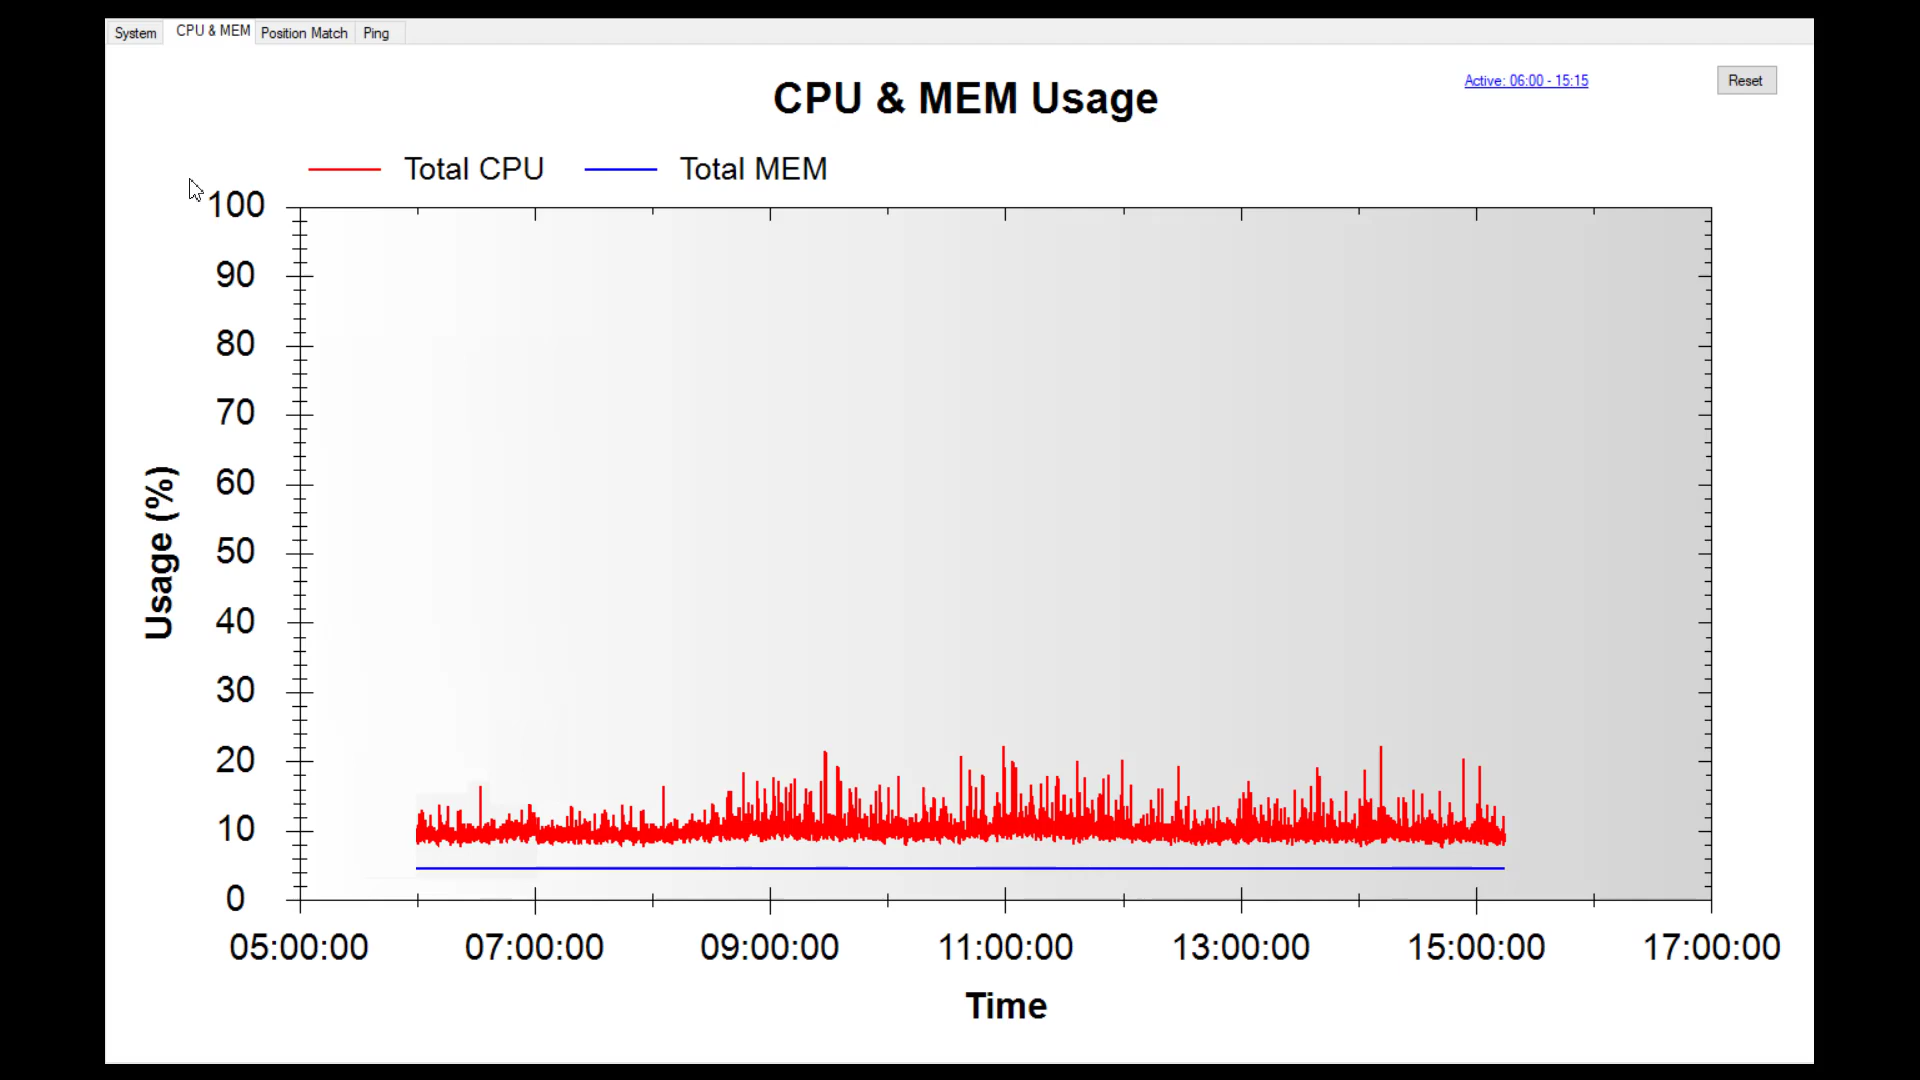 System CPU & MEM Position Match Ping
Active: 06:00 - 15:15
Reset
CPU & MEM Usage
Total CPU Total MEM
100
90
80
70
60
50
40
30
20
10
0
Usage (%)
05:00:00 07:00:00 09:00:00 11:00:00 13:00:00 15:00:00 17:00:00
Time